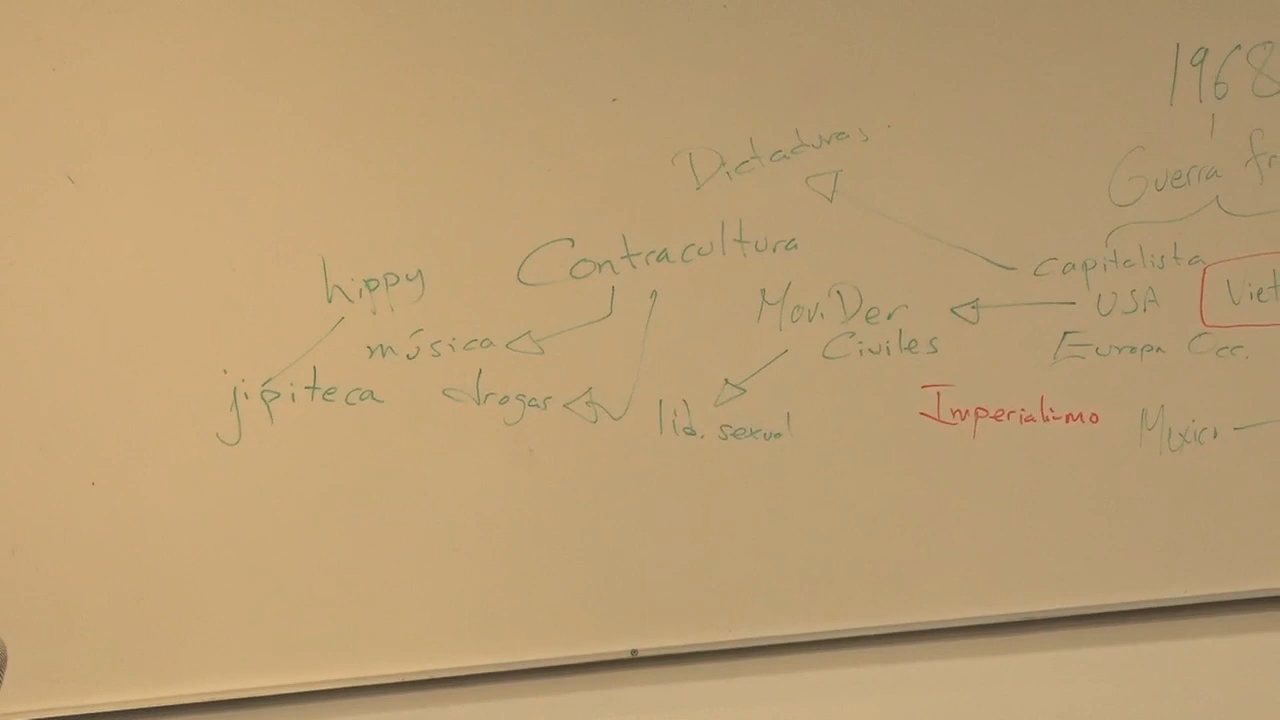 1968
Guerra fr
Dictaduras
Capitalista
USA
Europa Occ.
Viet
Mov. Der
Civiles
Contracultura
hippy
música
jipiteca
drogas
lib. sexual
Imperialismo
Mexico